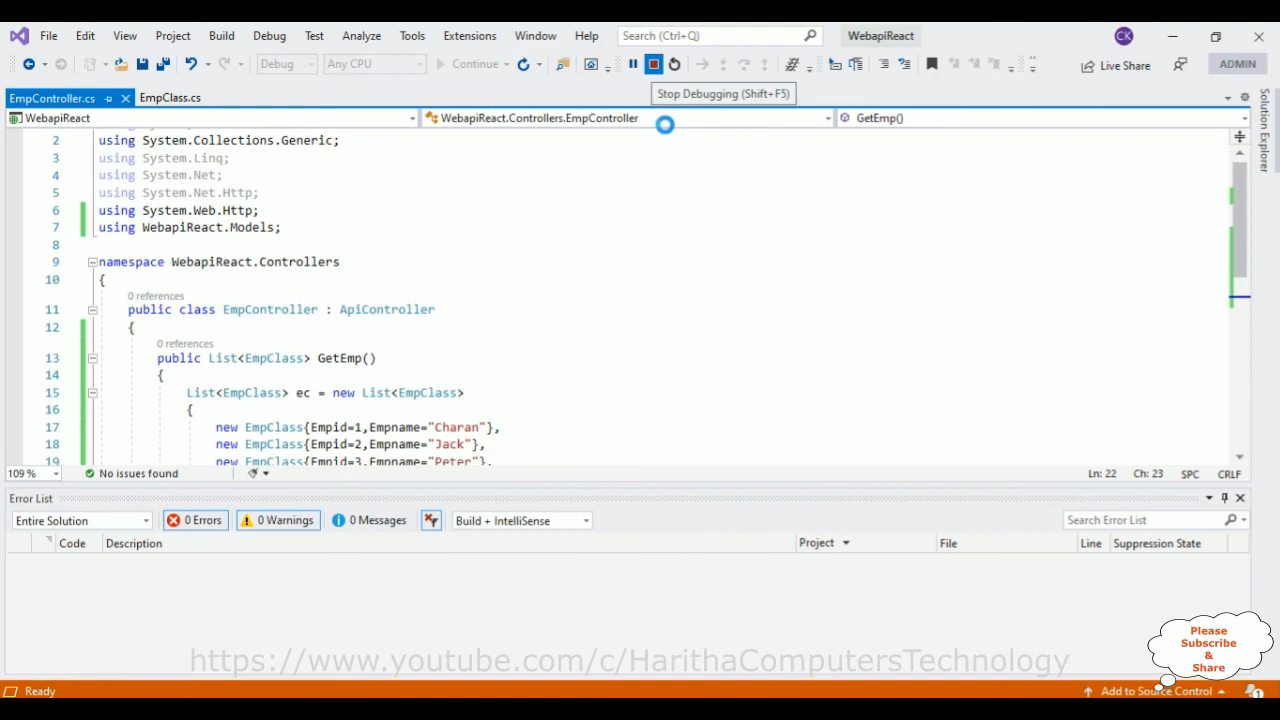 File Edit View Project Build Debug Test Analyze Tools Extensions Window Help Search (Ctrl+Q) WebapiReact CK
Debug Any CPU Continue Live Share ADMIN
Stop Debugging (Shift+F5)
EmpController.cs EmpClass.cs
WebapiReact WebapiReact.Controllers.EmpController GetEmp()
Solution Explorer
2 using System.Collections.Generic;
3 using System.Linq;
4 using System.Net;
5 using System.Net.Http;
6 using System.Web.Http;
7 using WebapiReact.Models;
8
9 namespace WebapiReact.Controllers
10 {
0 references
11 public class EmpController : ApiController
12 {
0 references
13 public List<EmpClass> GetEmp()
14 {
15 List<EmpClass> ec = new List<EmpClass>
16 {
17 new EmpClass{Empid=1,Empname="Charan"},
18 new EmpClass{Empid=2,Empname="Jack"},
19 new EmpClass{Empid=3,Empname="Peter"},
109 % No issues found Ln: 22 Ch: 23 SPC CRLF
Error List
Entire Solution 0 Errors 0 Warnings 0 Messages Build + IntelliSense Search Error List
Code Description Project File Line Suppression State
Please
Subscribe
&
Share
https://www.youtube.com/c/HarithaComputersTechnology
Ready Add to Source Control 1